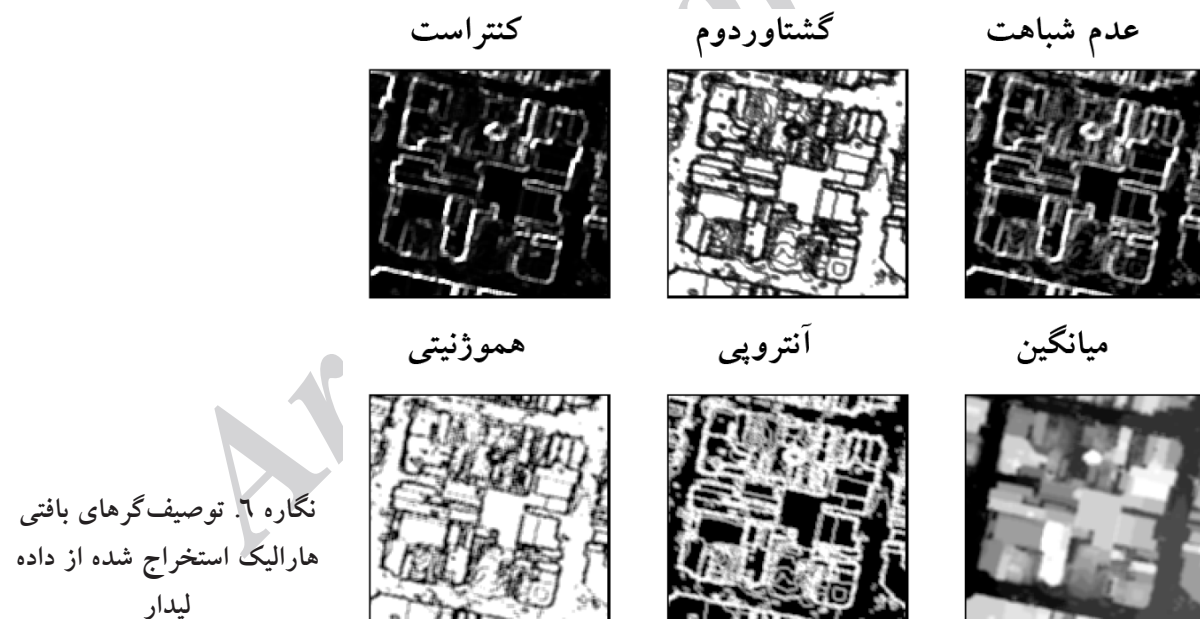 عدم شباهت
گشتاوردوم
کنتراست
میانگین
آنتروپی
هموژنیتی
نگاره ٦. توصیف‌گرهای بافتی
هارالیک استخراج شده از داده
لیدار